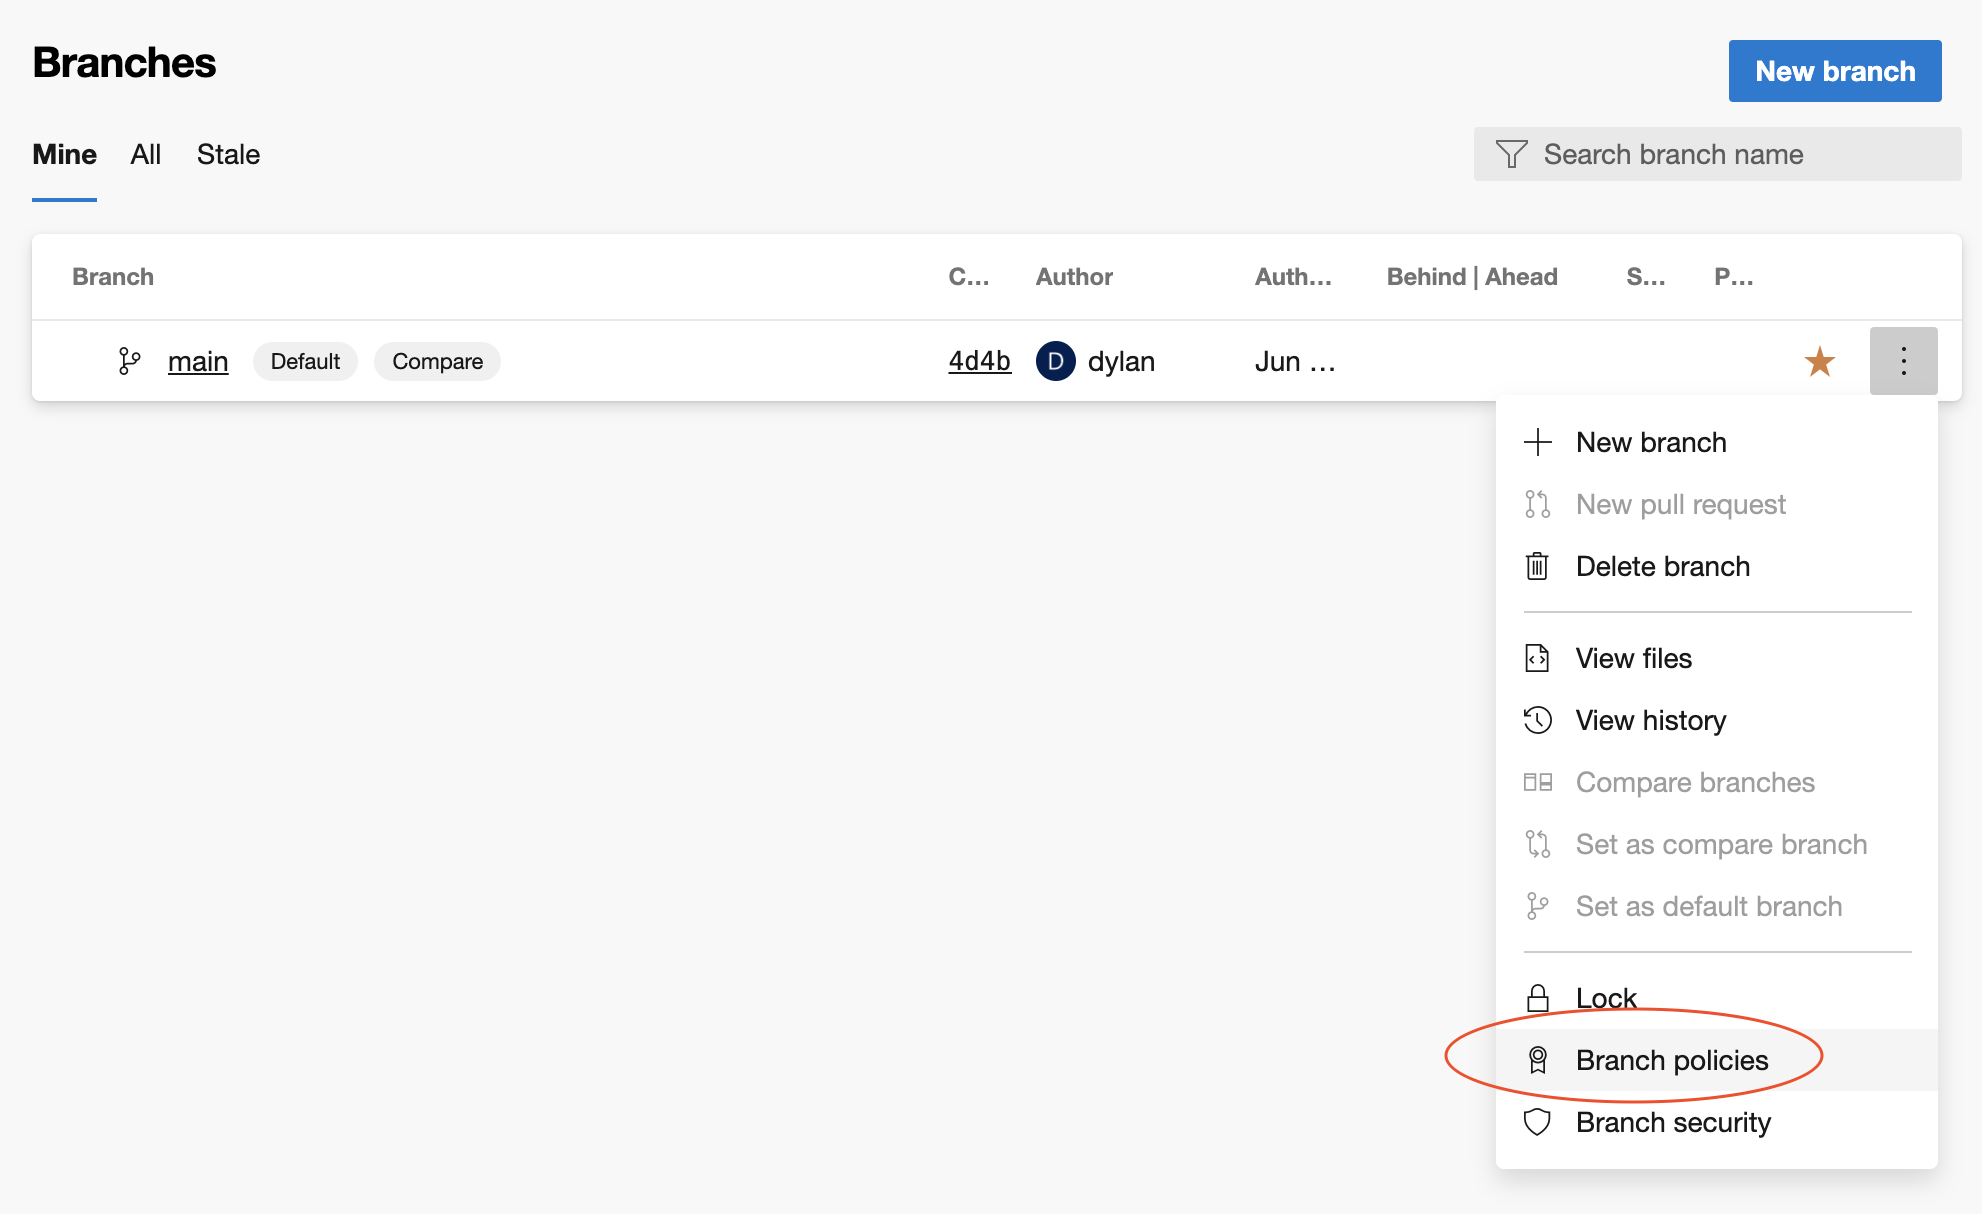 Branches
New branch
Mine All Stale
Search branch name
Branch C... Author Auth... Behind | Ahead S... P...
main Default Compare 4d4b D dylan Jun ...
New branch
New pull request
Delete branch
View files
View history
Compare branches
Set as compare branch
Set as default branch
Lock
Branch policies
Branch security